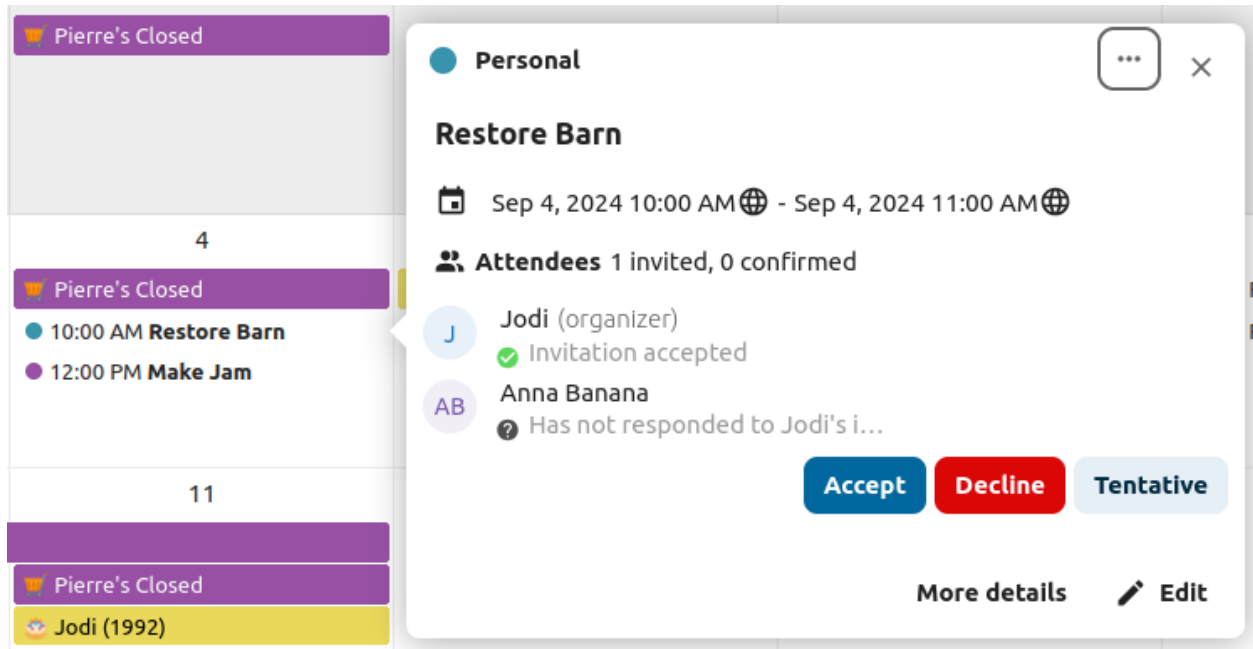 Pierre's Closed
4
Pierre's Closed
10:00 AM Restore Barn
12:00 PM Make Jam
11
Pierre's Closed
Jodi (1992)
Personal
Restore Barn
Sep 4, 2024 10:00 AM - Sep 4, 2024 11:00 AM
Attendees 1 invited, 0 confirmed
J
Jodi (organizer)
Invitation accepted
AB
Anna Banana
Has not responded to Jodi's i...
Accept Decline Tentative
More details Edit